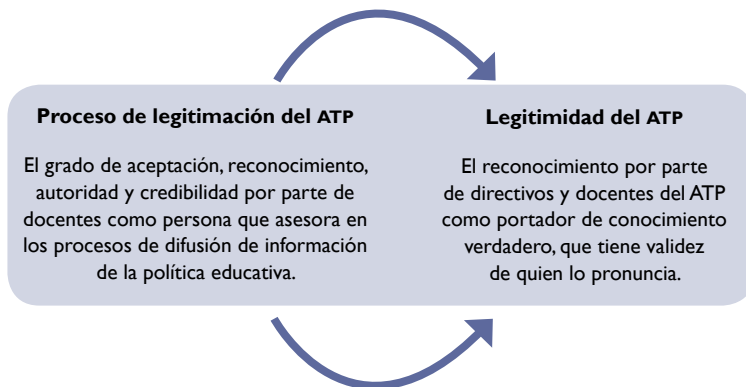 Proceso de legitimación del ATP
El grado de aceptación, reconocimiento,
autoridad y credibilidad por parte de
docentes como persona que asesora en
los procesos de difusión de información
de la política educativa.
Legitimidad del ATP
El reconocimiento por parte
de directivos y docentes del ATP
como portador de conocimiento
verdadero, que tiene validez
de quien lo pronuncia.